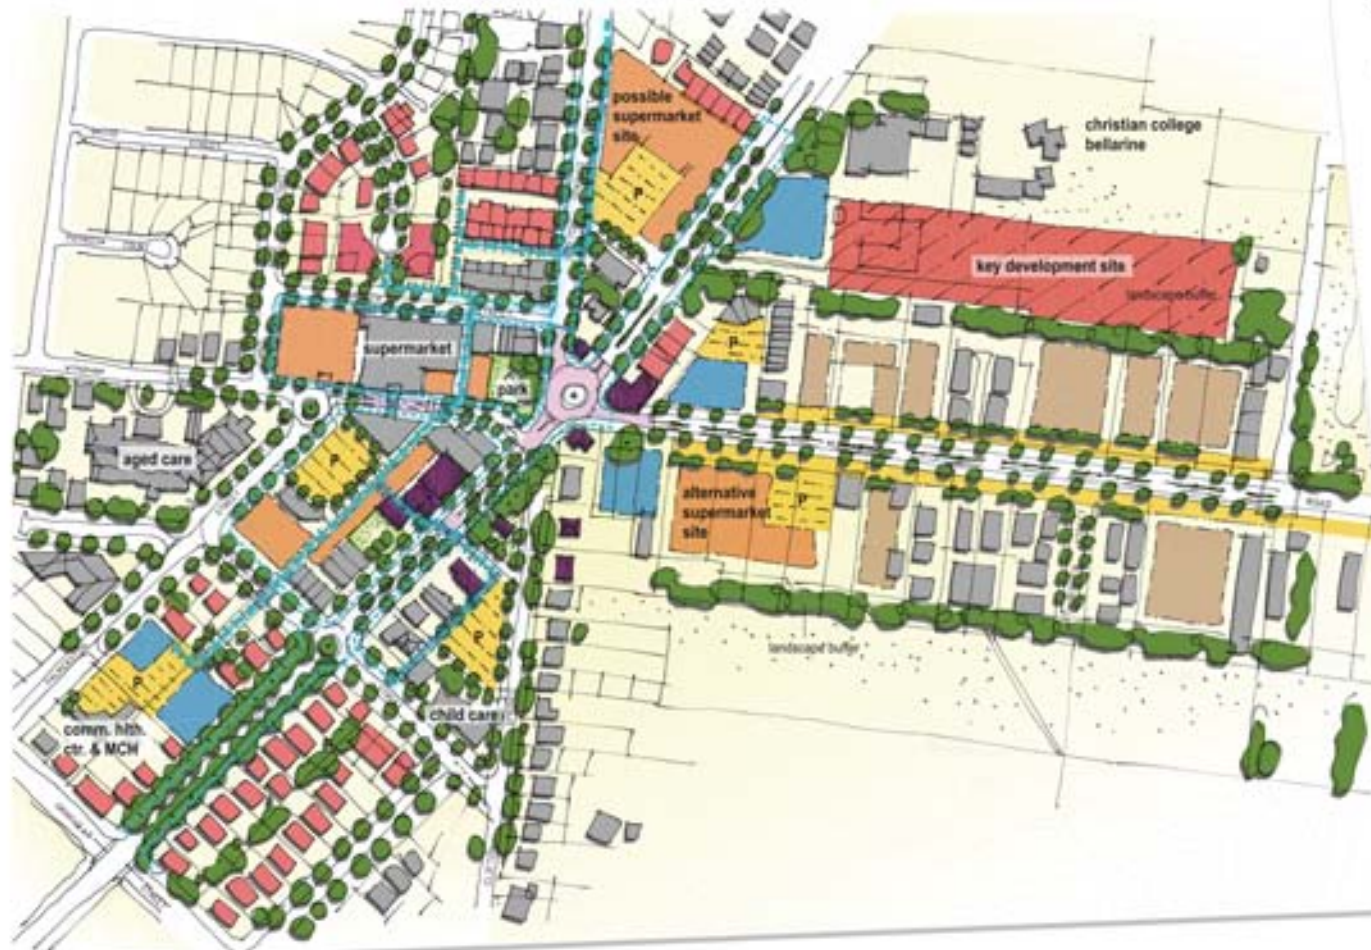 possible
supermarket
site
P
christian college
bellarine
key development site
landscape buffer
supermarket
park
P
aged care
P
alternative
supermarket
site
P
ROAD
P
landscape buffer
P
comm. hlth.
ctr. & MCH
child care